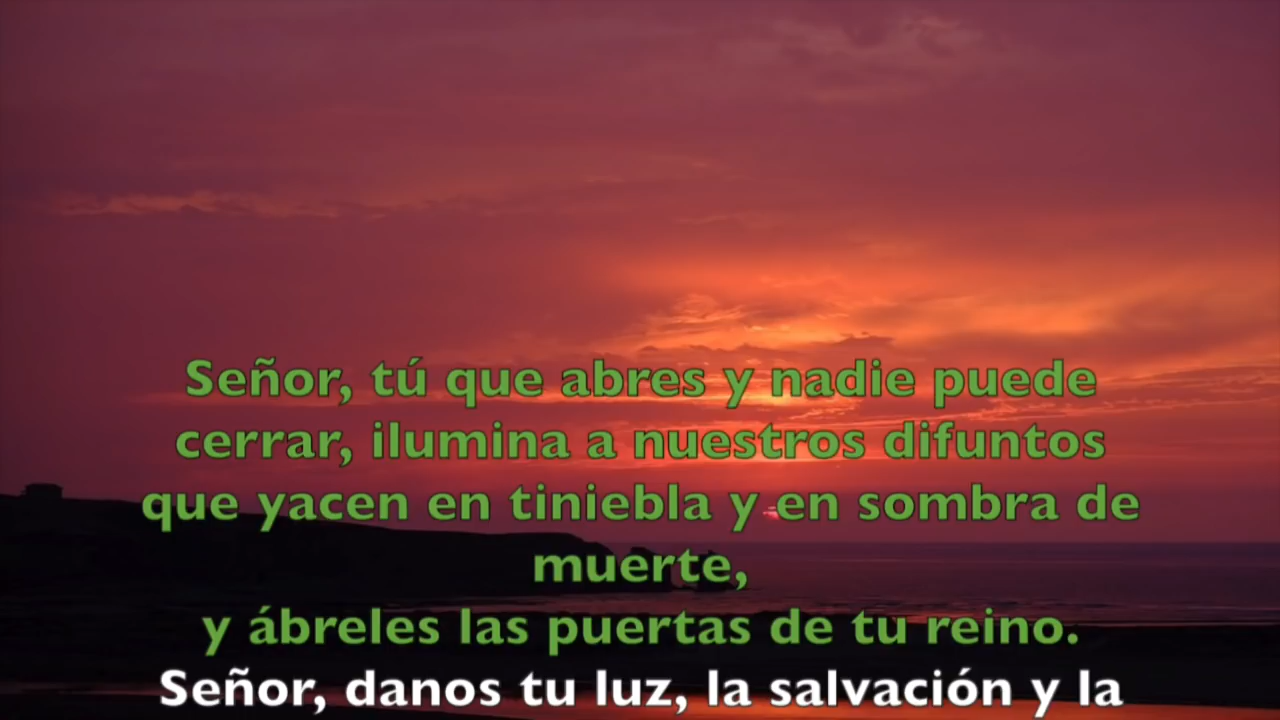 Señor, tú que abres y nadie puede
cerrar, ilumina a nuestros difuntos
que yacen en tiniebla y en sombra de
muerte,
y ábreles las puertas de tu reino.
Señor, danos tu luz, la salvación y la